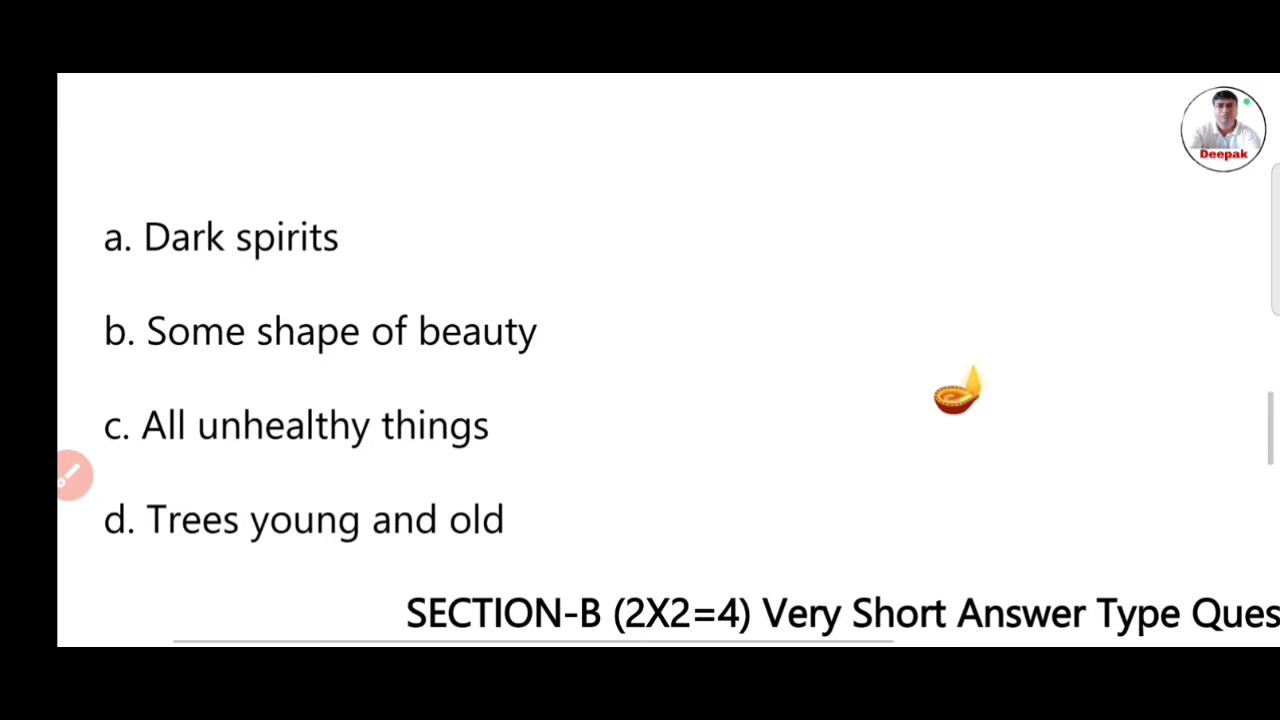 Deepak
a. Dark spirits
b. Some shape of beauty
c. All unhealthy things
d. Trees young and old
SECTION-B (2X2=4) Very Short Answer Type Ques